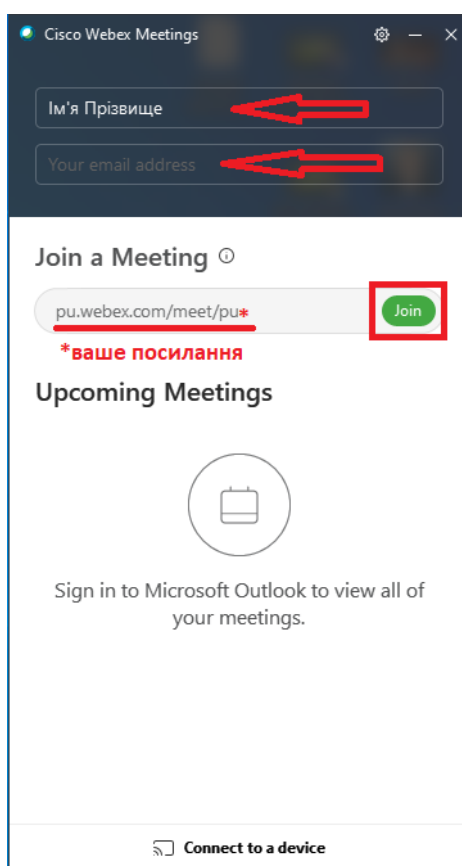 Cisco Webex Meetings
Ім'я Прізвище
Your email address
Join a Meeting
pu.webex.com/meet/pu*
Join
*ваше посилання
Upcoming Meetings
Sign in to Microsoft Outlook to view all of
your meetings.
Connect to a device